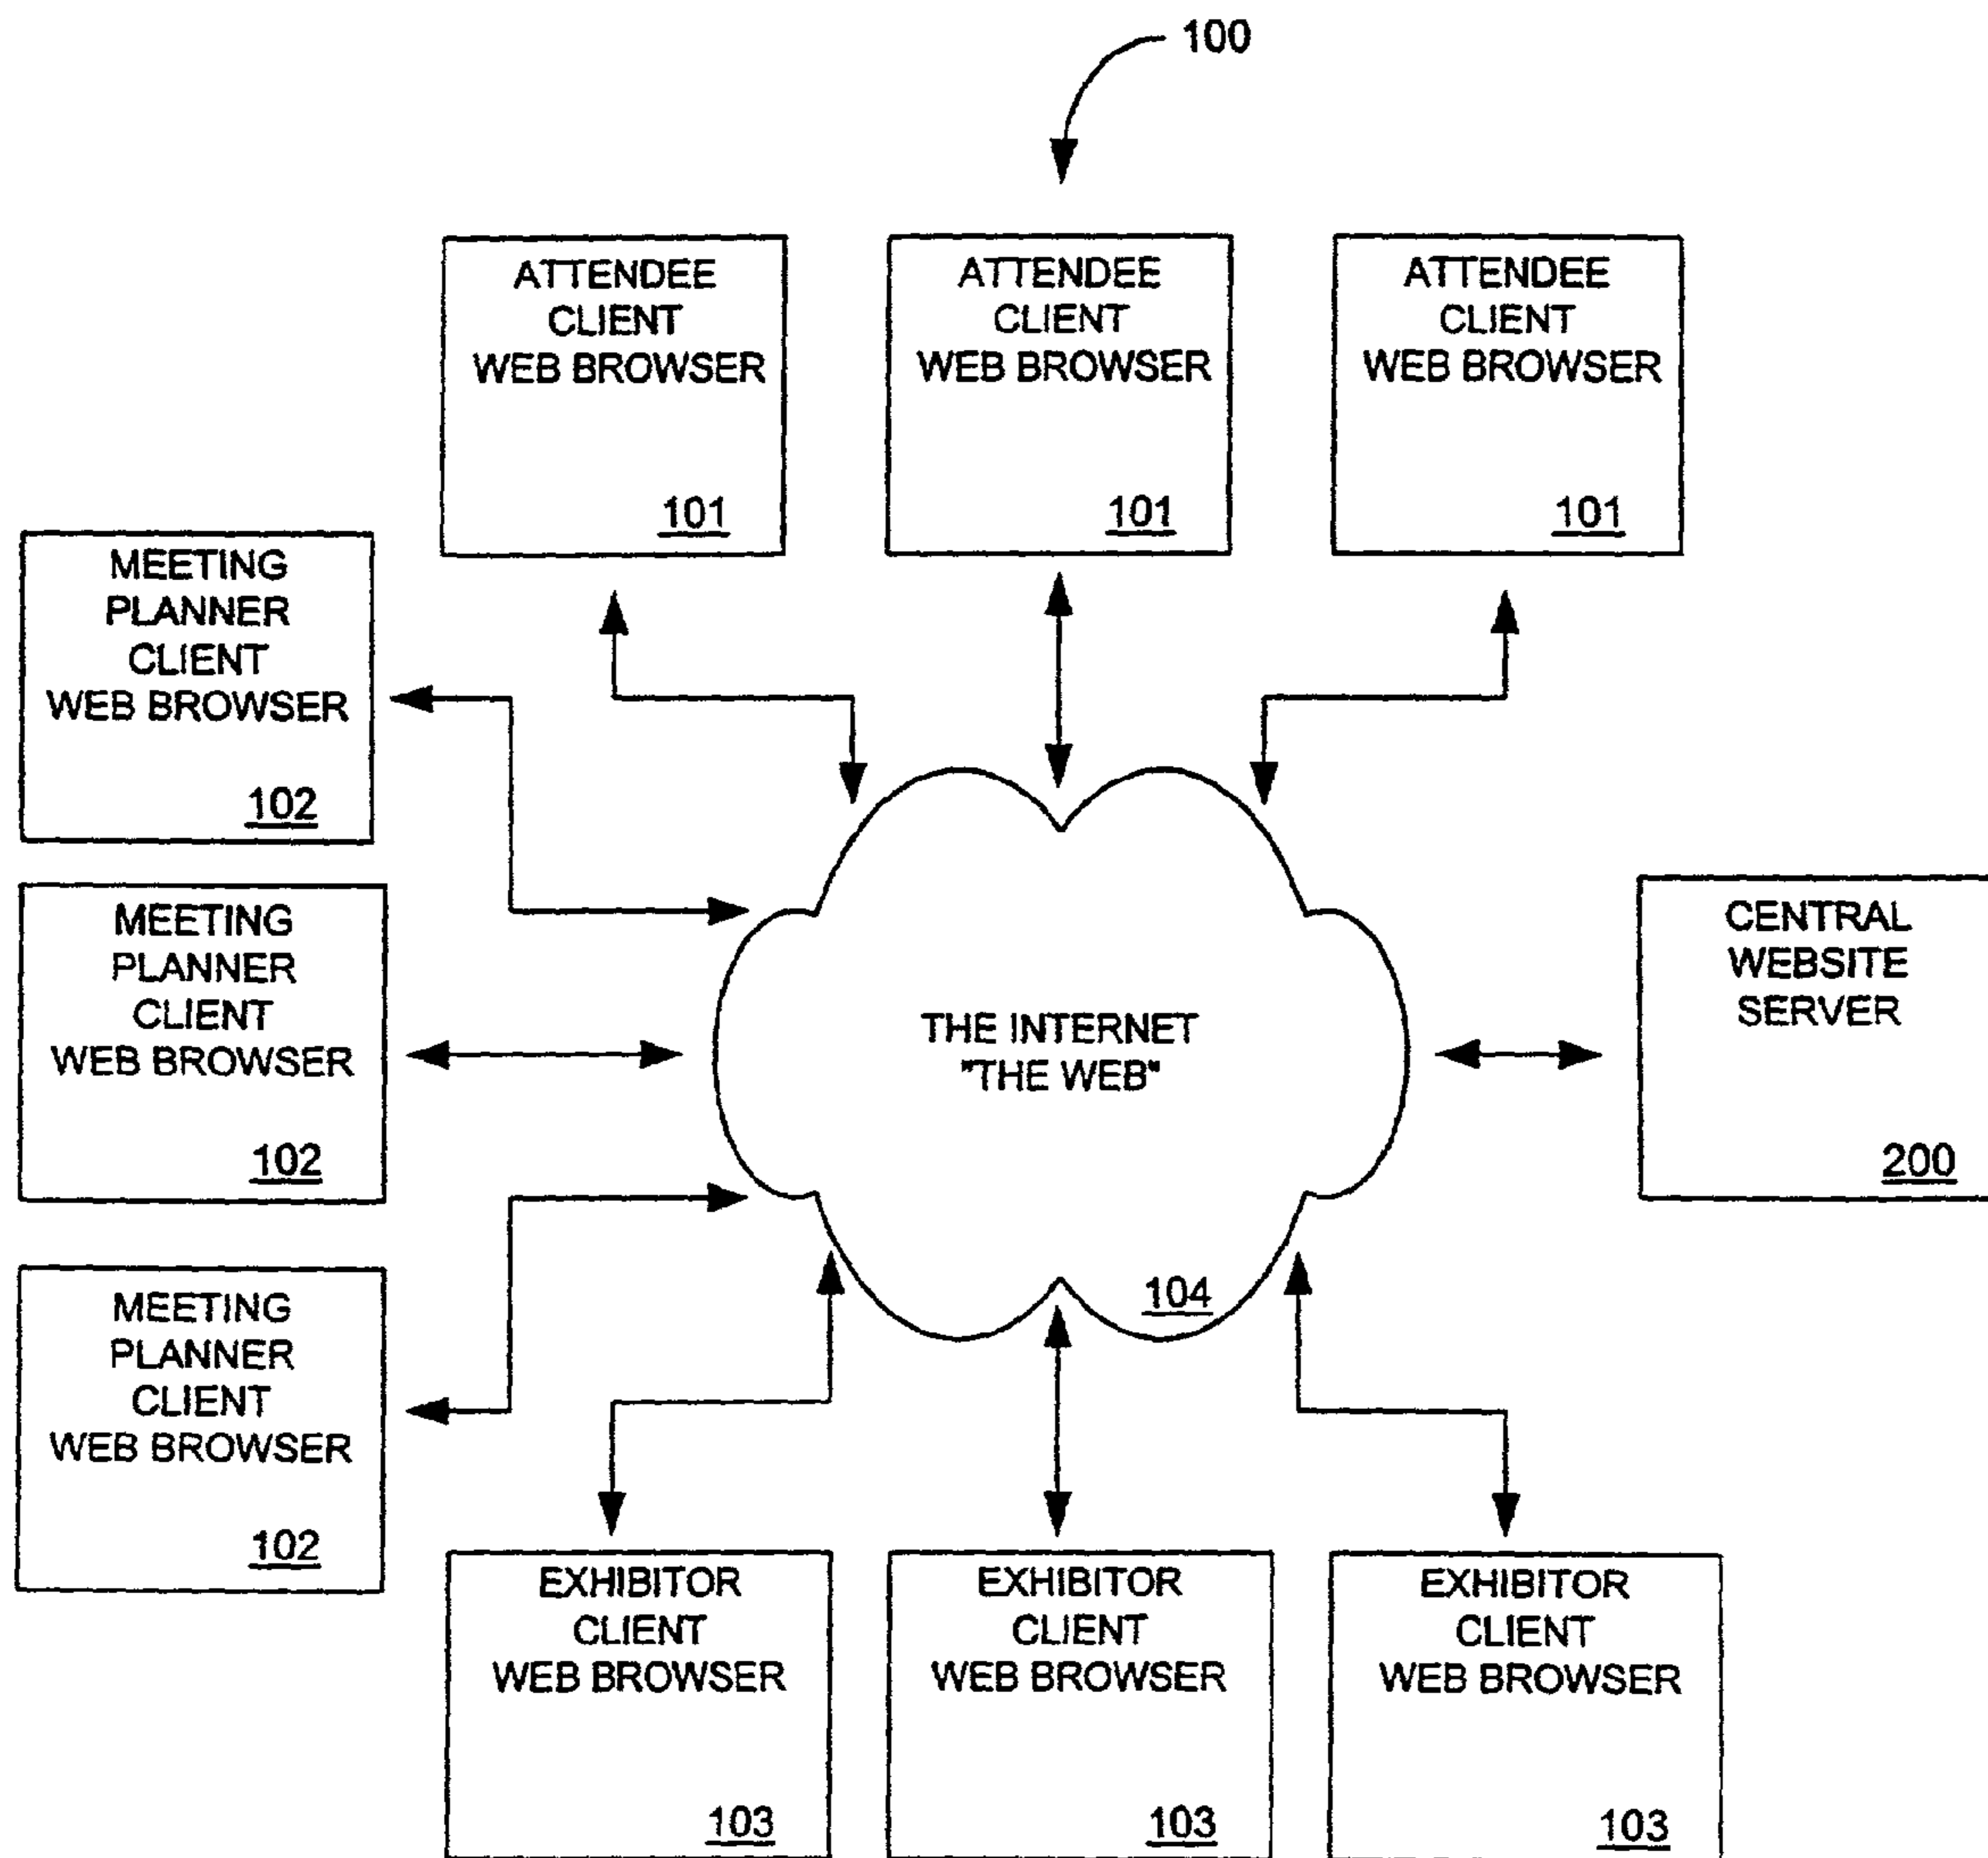 100
ATTENDEE
CLIENT
WEB BROWSER
101
ATTENDEE
CLIENT
WEB BROWSER
101
ATTENDEE
CLIENT
WEB BROWSER
101
MEETING
PLANNER
CLIENT
WEB BROWSER
102
MEETING
PLANNER
CLIENT
WEB BROWSER
102
THE INTERNET
"THE WEB"
104
CENTRAL
WEBSITE
SERVER
200
MEETING
PLANNER
CLIENT
WEB BROWSER
102
EXHIBITOR
CLIENT
WEB BROWSER
103
EXHIBITOR
CLIENT
WEB BROWSER
103
EXHIBITOR
CLIENT
WEB BROWSER
103